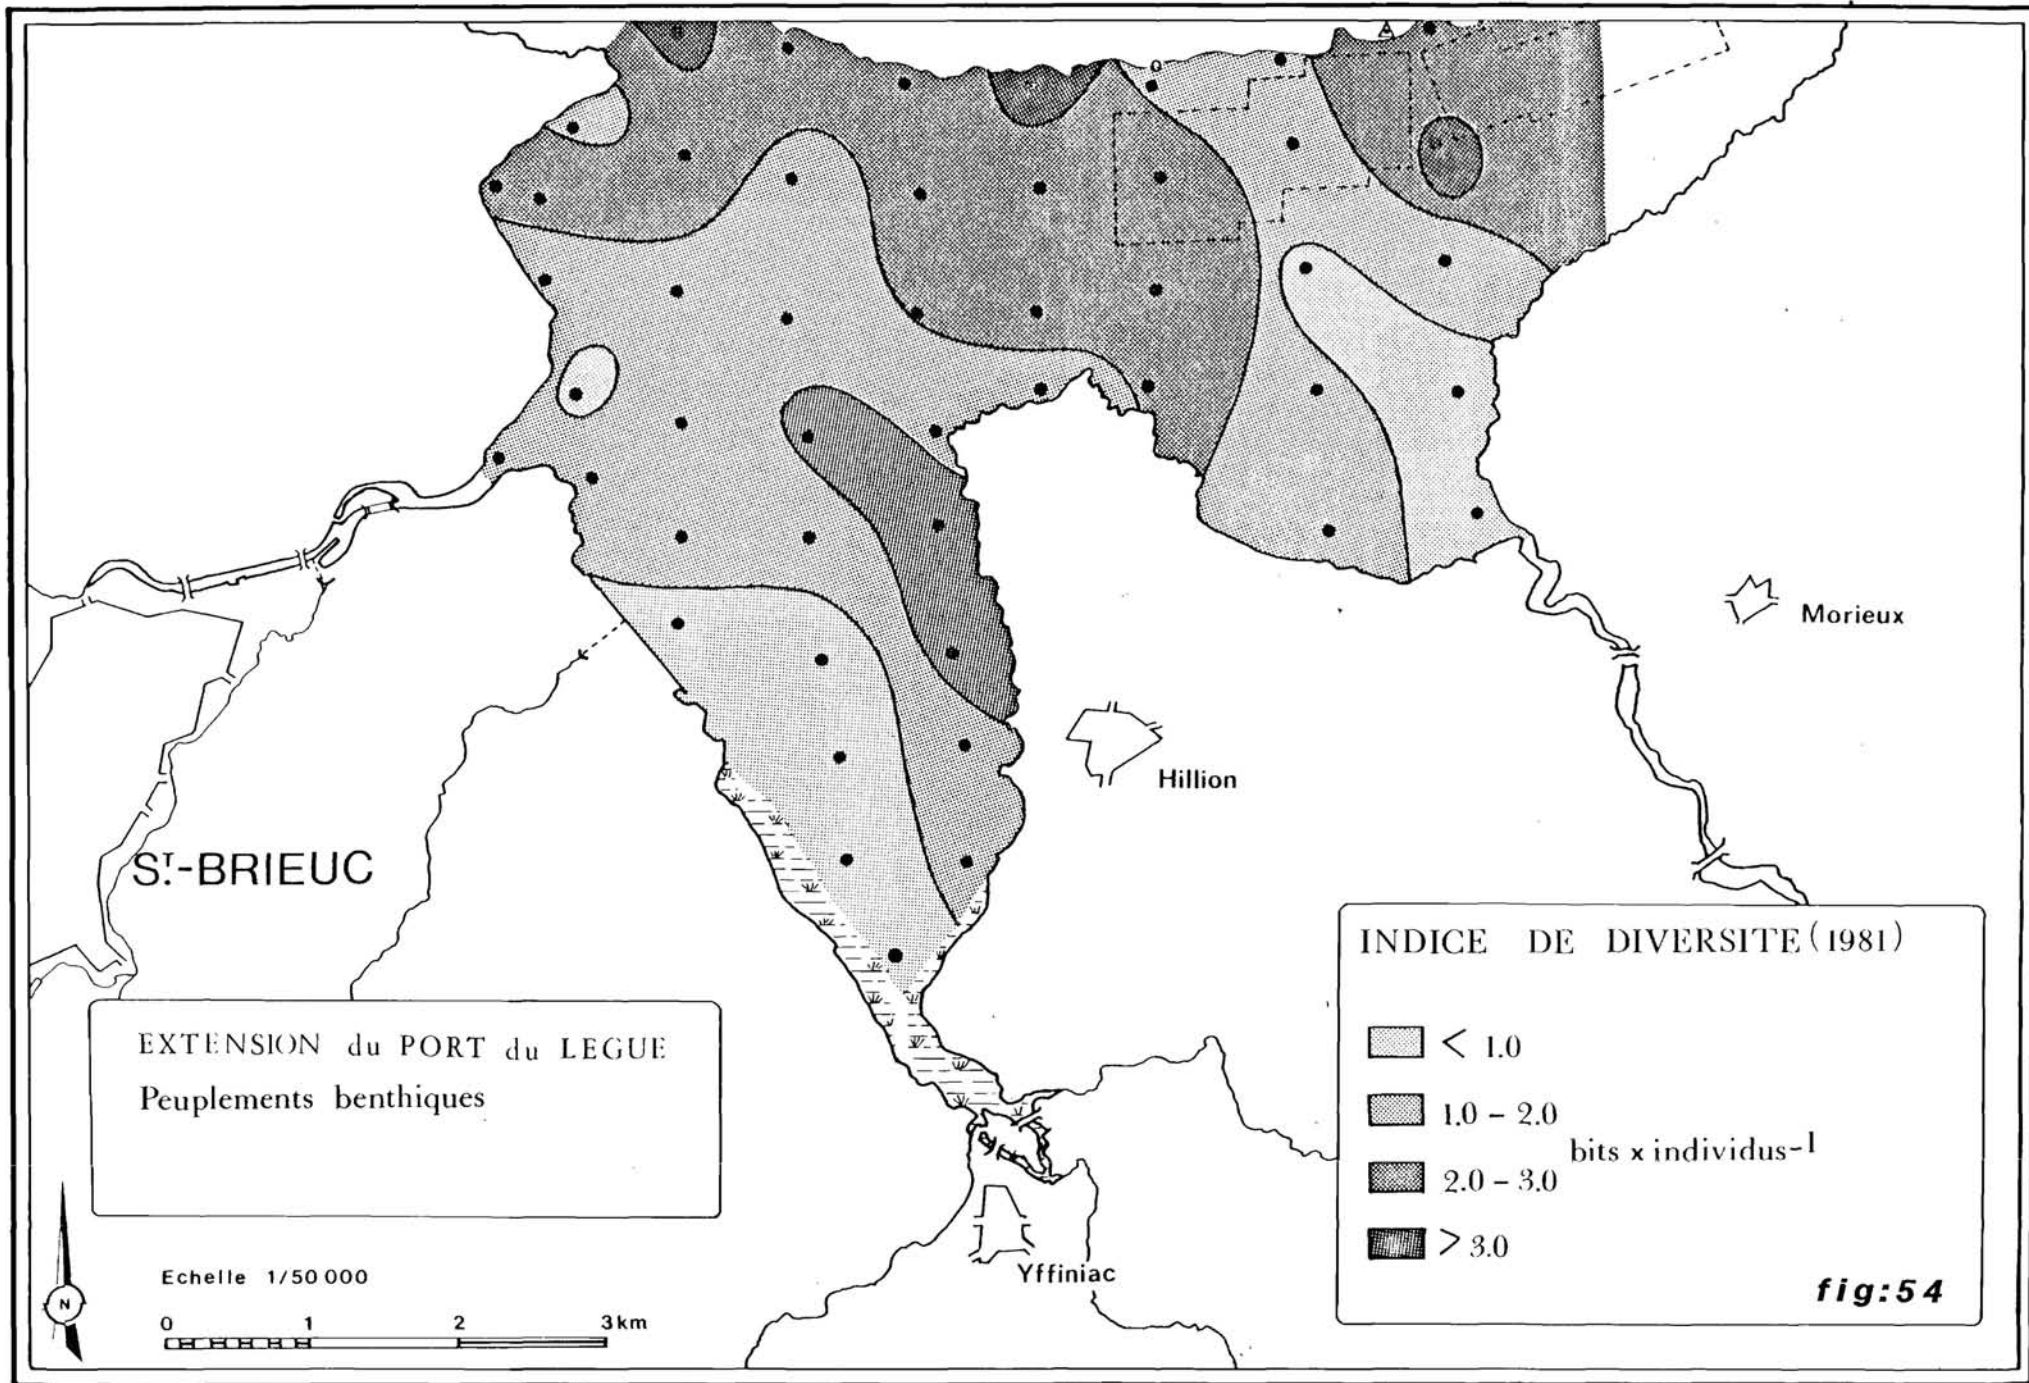 Morieux
Hillion
ST.-BRIEUC
INDICE DE DIVERSITE (1981)
< 1.0
1.0 - 2.0
bits x individus-1
2.0 - 3.0
> 3.0
fig:54
EXTENSION du PORT du LEGUE
Peuplements benthiques
Yffiniac
Echelle 1/50 000
0 1 2 3km
N